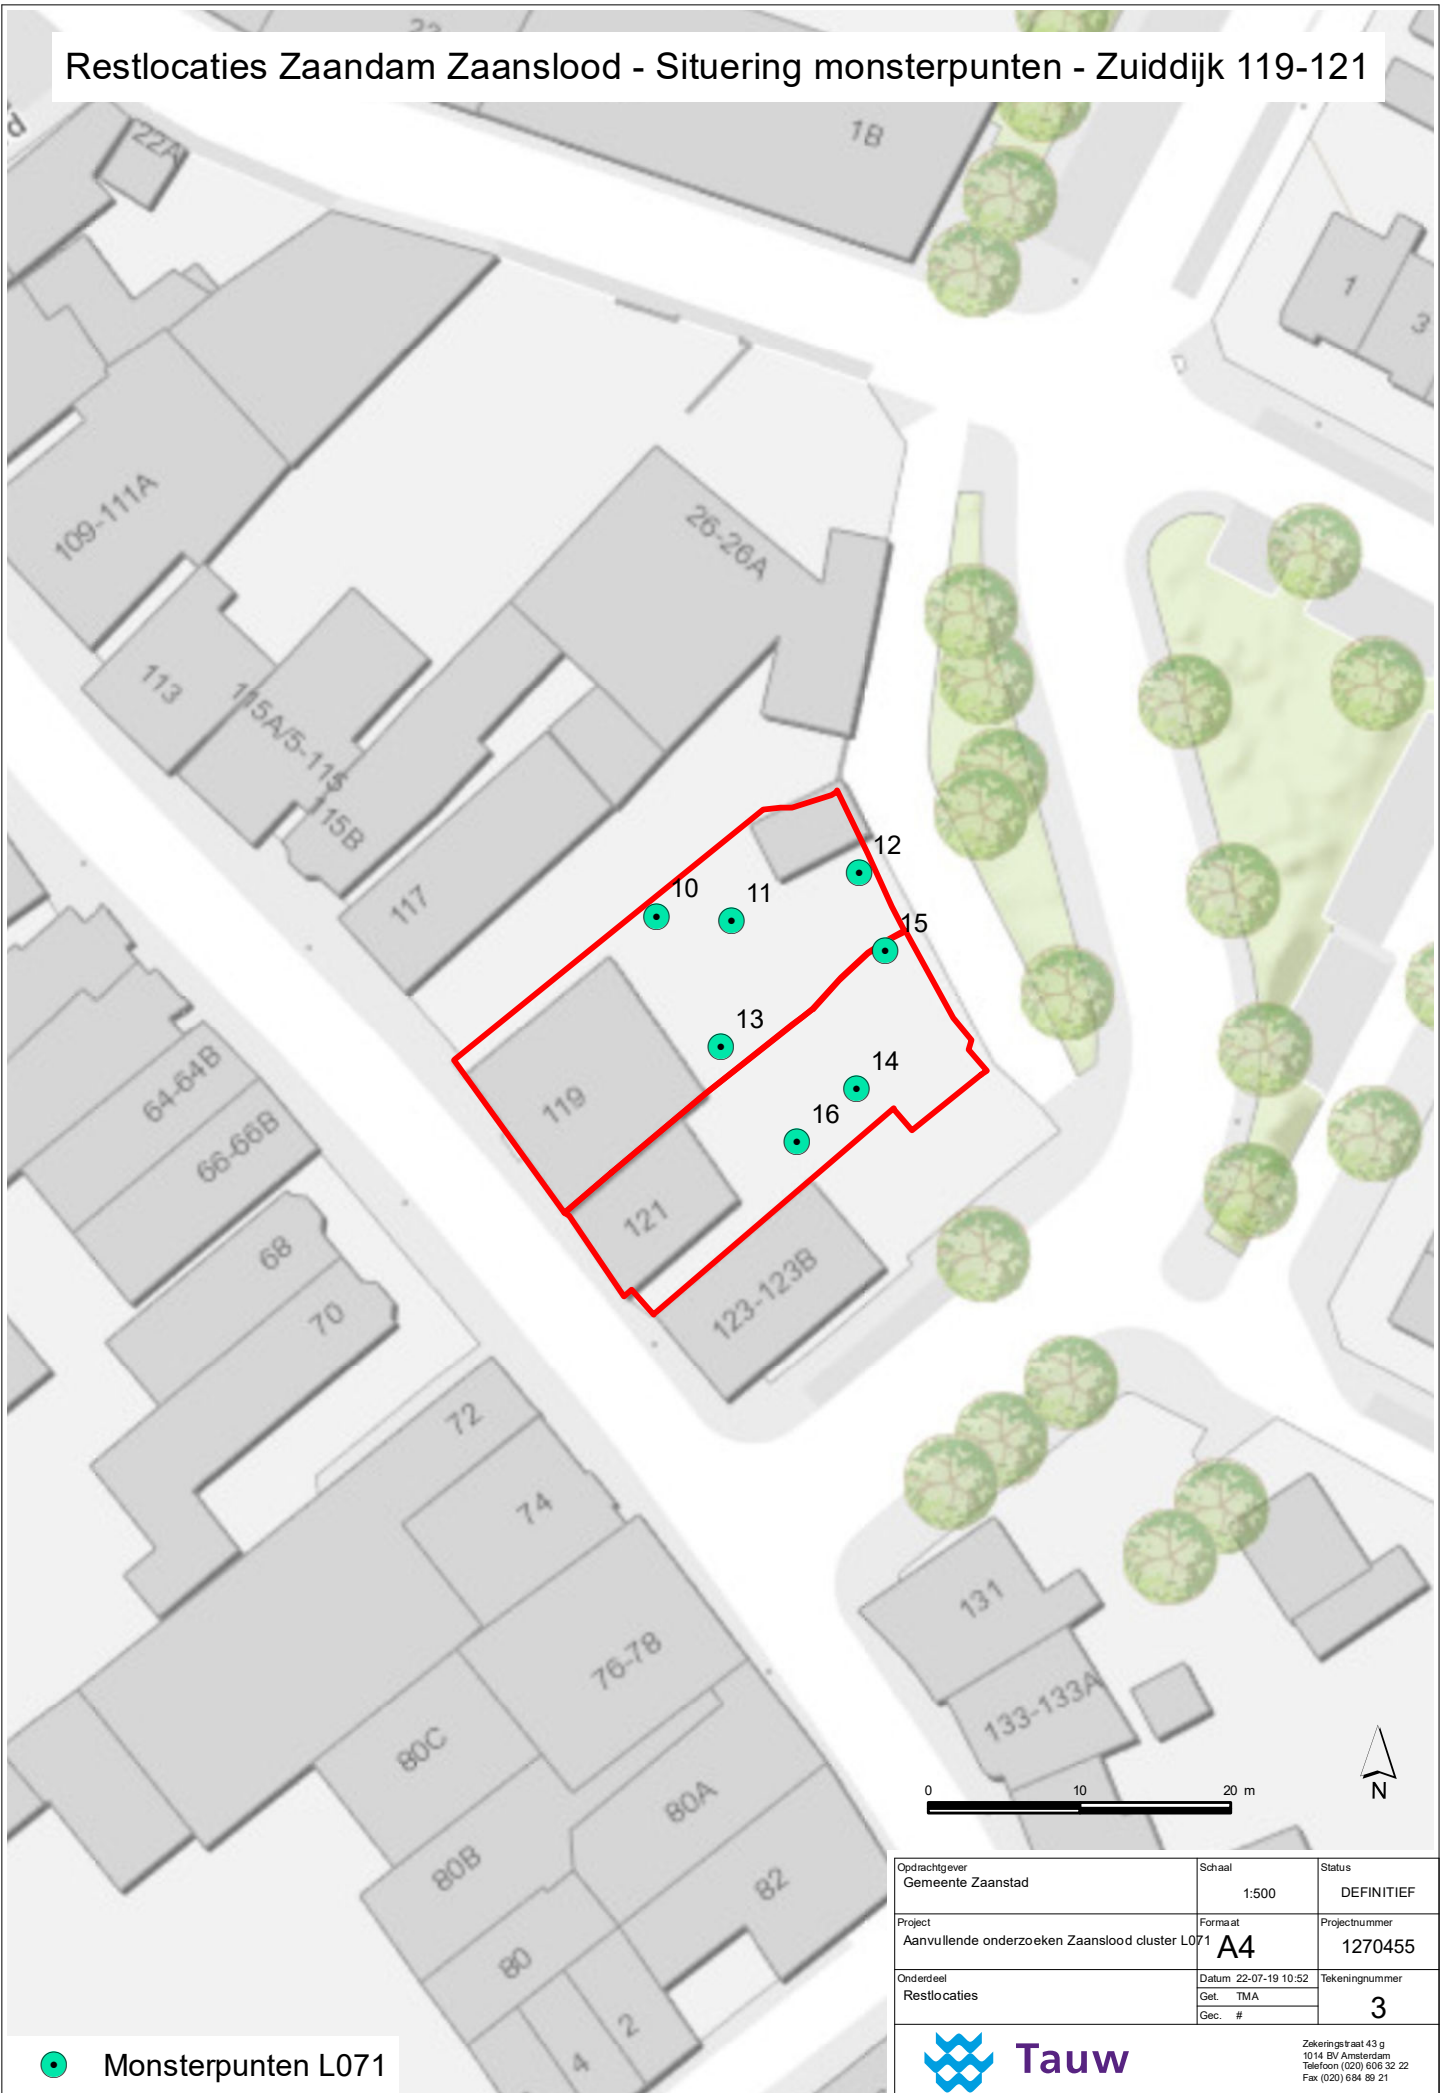 Restlocaties Zaandam Zaanslood - Situering monsterpunten - Zuiddijk 119-121
22A
1B
1
3
109-111A
26-26A
113
115A/5-115
115B
117
12
10
11
15
13
14
16
119
121
123-123B
64-64B
66-66B
68
70
72
74
76-78
131
133-133A
80C
80A
80B
82
80
2
4
0 10 20 m
N
Opdrachtgever
Gemeente Zaanstad
Schaal
1:500
Status
DEFINITIEF
Project
Aanvullende onderzoeken Zaanslood cluster L071
Formaat
A4
Projectnummer
1270455
Onderdeel
Restlocaties
Datum 22-07-19 10:52
Get. TMA
Gec. #
Tekeningnummer
3
Tauw
Zekeringstraat 43 g
1014 BV Amsterdam
Telefoon (020) 606 32 22
Fax (020) 684 89 21
Monsterpunten L071